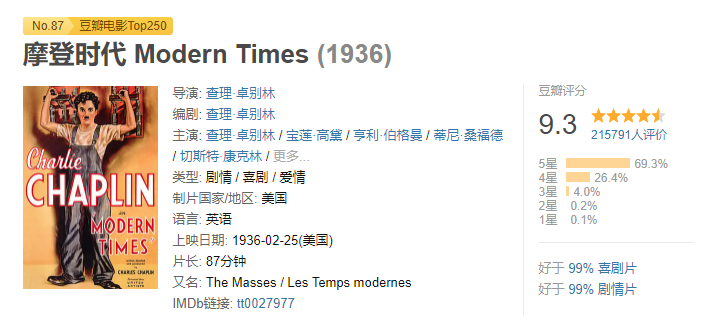 No.87 豆瓣电影Top250
摩登时代 Modern Times (1936)
Charlie
CHAPLIN
in
MODERN
TIMES
CHARLES CHAPLIN
导演: 查理·卓别林
编剧: 查理·卓别林
主演: 查理·卓别林 / 宝莲·高黛 / 亨利·伯格曼 / 蒂尼·桑福德
/ 切斯特·康克林 / 更多...
类型: 剧情 / 喜剧 / 爱情
制片国家/地区: 美国
语言: 英语
上映日期: 1936-02-25(美国)
片长: 87分钟
又名: The Masses / Les Temps modernes
IMDb链接: tt0027977
豆瓣评分
9.3
215791人评价
5星 69.3%
4星 26.4%
3星 4.0%
2星 0.2%
1星 0.1%
好于 99% 喜剧片
好于 99% 剧情片